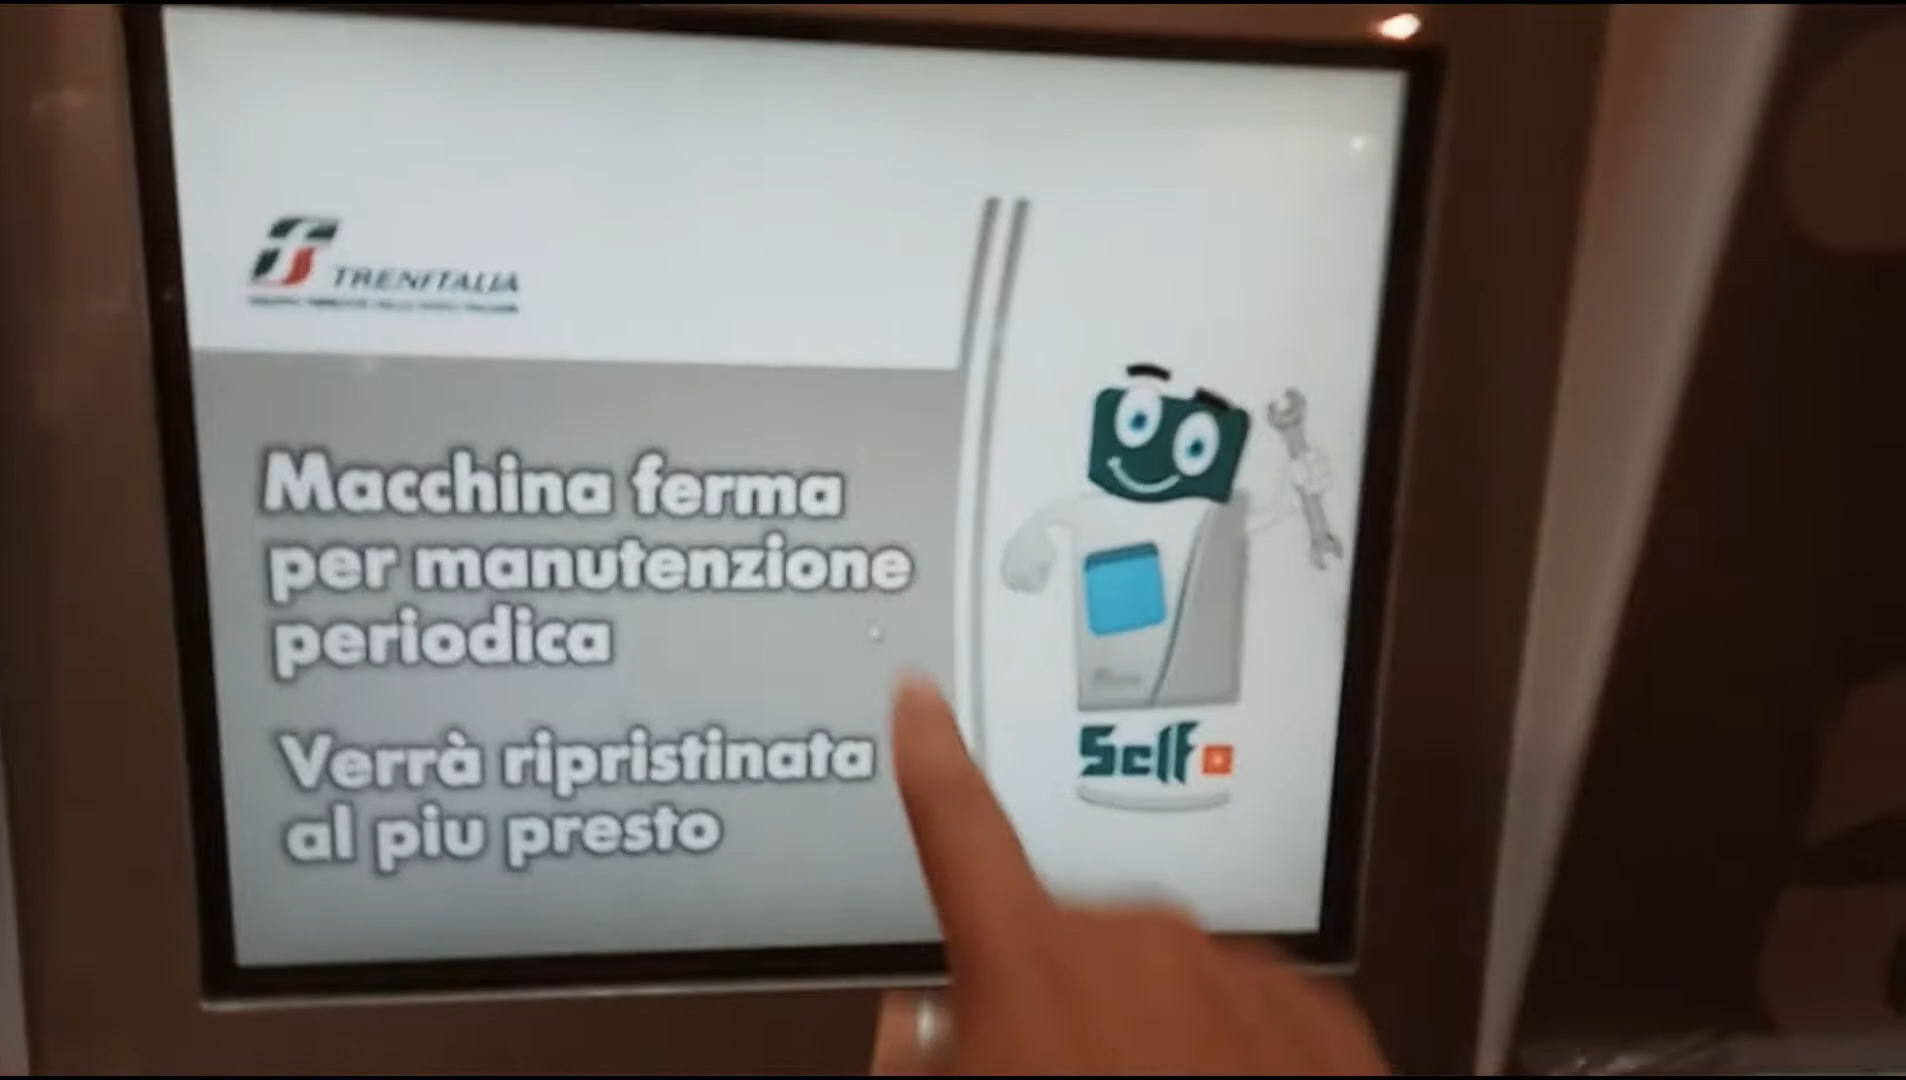 TRENITALIA
Macchina ferma
per manutenzione
periodica
Verrà ripristinata
al piu presto
Self